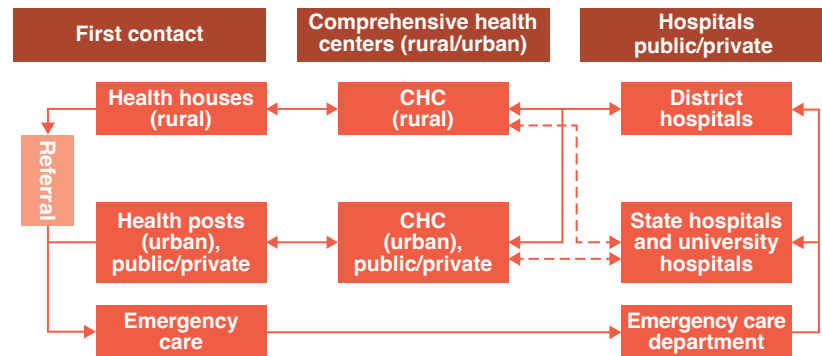 First contact
Comprehensive health
centers (rural/urban)
Hospitals
public/private
Health houses
(rural)
CHC
(rural)
District
hospitals
Referral
Health posts
(urban),
public/private
CHC
(urban),
public/private
State hospitals
and university
hospitals
Emergency
care
Emergency care
department